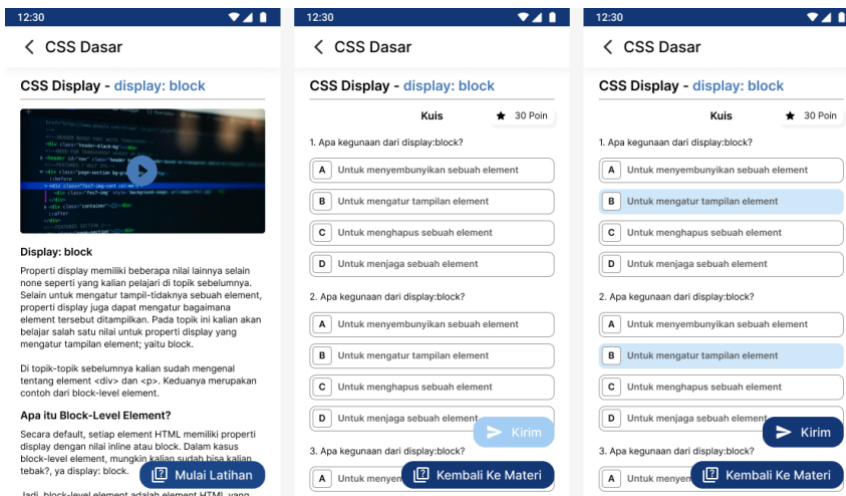 12:30
CSS Dasar
CSS Display - display: block
Display: block
Properti display memiliki beberapa nilai lainnya selain
none seperti yang kalian pelajari di topik sebelumnya.
Selain untuk mengatur tampil-tidaknya sebuah element,
properti display juga dapat mengatur bagaimana
element tersebut ditampilkan. Pada topik ini kalian akan
belajar salah satu nilai untuk properti display yang
mengatur tampilan element; yaitu block.
Di topik-topik sebelumnya kalian sudah mengenal
tentang element <div> dan <p>. Keduanya merupakan
contoh dari block-level element.
Apa itu Block-Level Element?
Secara default, setiap element HTML memiliki properti
display dengan nilai inline atau block. Dalam kasus
block-level element, mungkin kalian sudah bisa kalian
tebak?, ya display: block.
Mulai Latihan
Jadi, block-level element adalah element HTML yang
12:30
CSS Dasar
CSS Display - display: block
Kuis
30 Poin
1. Apa kegunaan dari display:block?
A Untuk menyembunyikan sebuah element
B Untuk mengatur tampilan element
C Untuk menghapus sebuah element
D Untuk menjaga sebuah element
2. Apa kegunaan dari display:block?
A Untuk menyembunyikan sebuah element
B Untuk mengatur tampilan element
C Untuk menghapus sebuah element
D Untuk menjaga sebuah element
Kirim
3. Apa kegunaan dari display:block?
A Untuk
Kembali Ke Materi
12:30
CSS Dasar
CSS Display - display: block
Kuis
30 Poin
1. Apa kegunaan dari display:block?
A Untuk menyembunyikan sebuah element
B Untuk mengatur tampilan element
C Untuk menghapus sebuah element
D Untuk menjaga sebuah element
2. Apa kegunaan dari display:block?
A Untuk menyembunyikan sebuah element
B Untuk mengatur tampilan element
C Untuk menghapus sebuah element
D Untuk menjaga sebuah element
Kirim
3. Apa kegunaan dari display:block?
A Untuk
Kembali Ke Materi